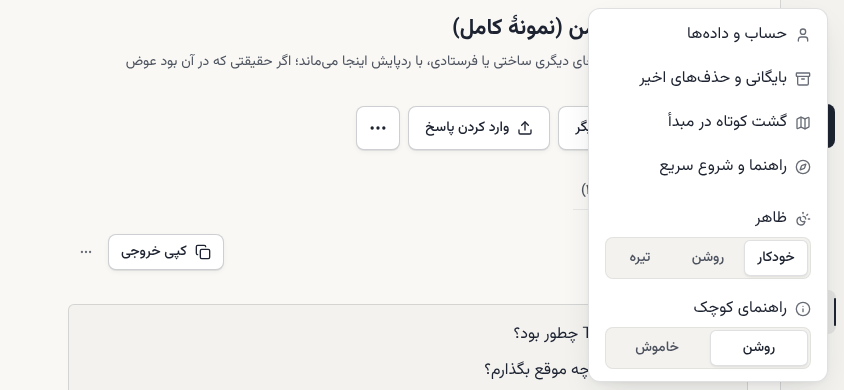 حساب و داده‌ها
بایگانی و حذف‌های اخیر
گشت کوتاه در مبدأ
راهنما و شروع سریع
ظاهر
خودکار
روشن
تیره
راهنمای کوچک
روشن
خاموش
(نمونهٔ کامل)
دیگری ساختی یا فرستادی، با ردپایش اینجا می‌ماند؛ اگر حقیقتی که در آن بود عوض
وارد کردن پاسخ
...
کپی خروجی
...
چطور بود؟
چه موقع بگذارم؟